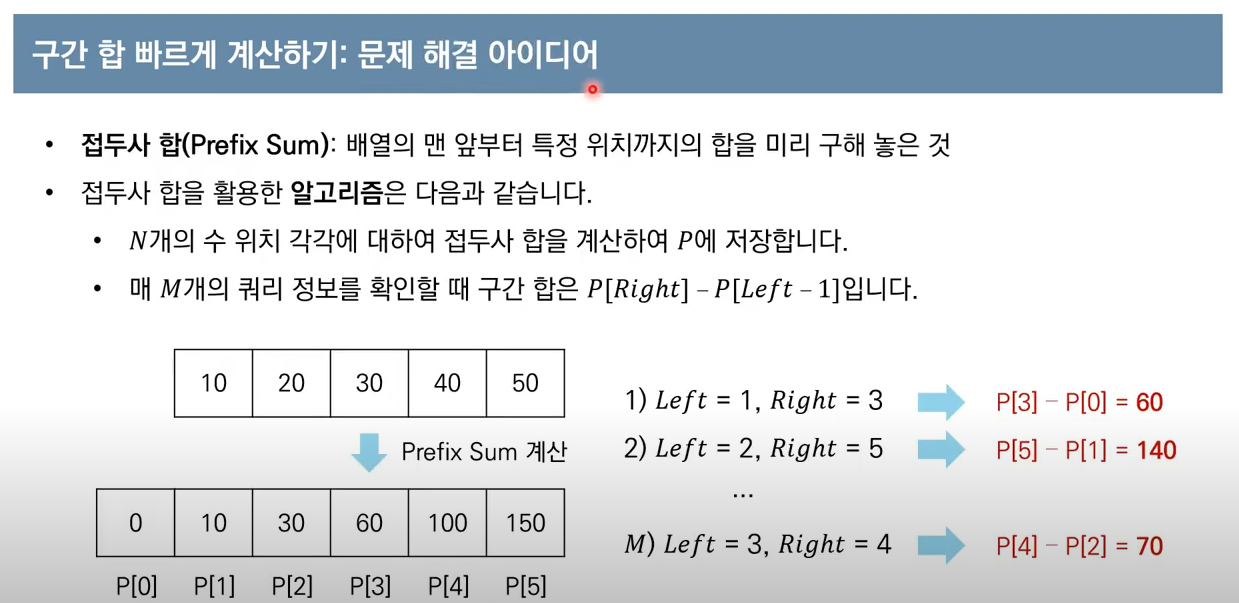 구간 합 빠르게 계산하기: 문제 해결 아이디어
• 접두사 합(Prefix Sum): 배열의 맨 앞부터 특정 위치까지의 합을 미리 구해 놓은 것
• 접두사 합을 활용한 알고리즘은 다음과 같습니다.
• N개의 수 위치 각각에 대하여 접두사 합을 계산하여 P에 저장합니다.
• 매 M개의 쿼리 정보를 확인할 때 구간 합은 P[Right] – P[Left – 1]입니다.
10 20 30 40 50
Prefix Sum 계산
0 10 30 60 100 150
P[0] P[1] P[2] P[3] P[4] P[5]
1) Left = 1, Right = 3 P[3] – P[0] = 60
2) Left = 2, Right = 5 P[5] – P[1] = 140
...
M) Left = 3, Right = 4 P[4] – P[2] = 70